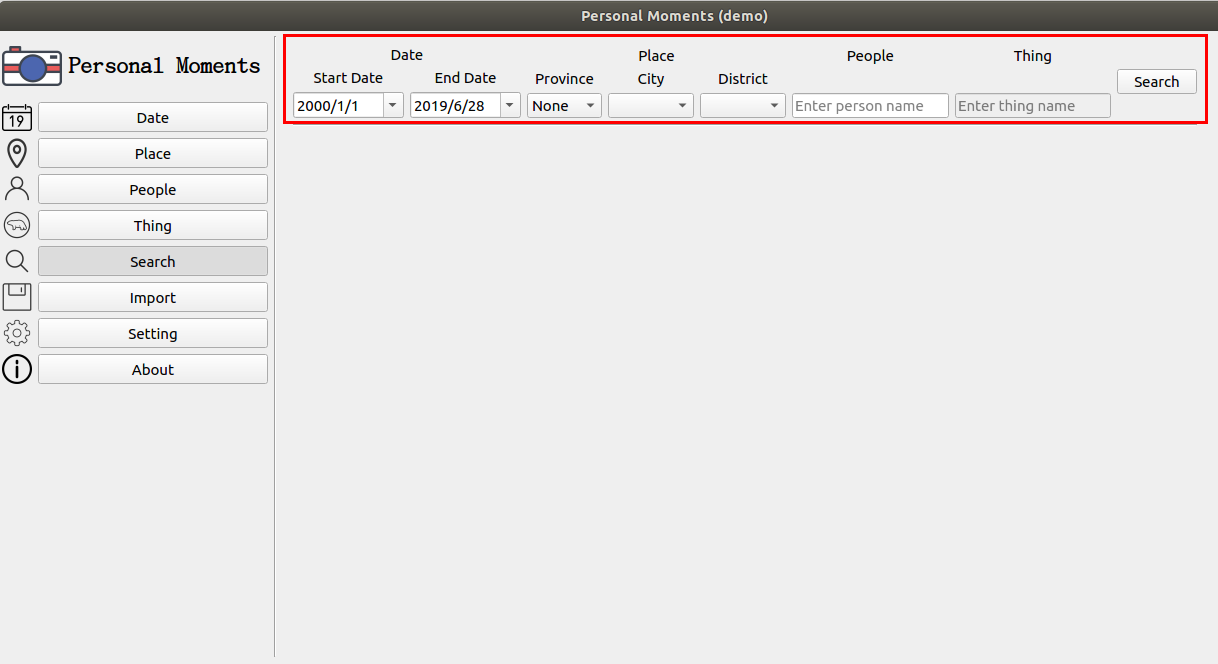 Personal Moments (demo)
Personal Moments
19
Date
Place
People
Thing
Search
Import
Setting
About
Date Place People Thing
Start Date End Date Province City District
2000/1/1 2019/6/28 None Enter person name Enter thing name
Search